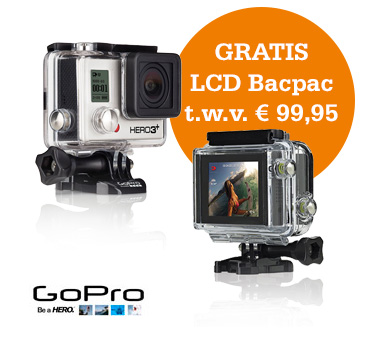 GRATIS
LCD Bacpac
t.w.v. € 99,95
HERO3+
GoPro
Be a HERO.